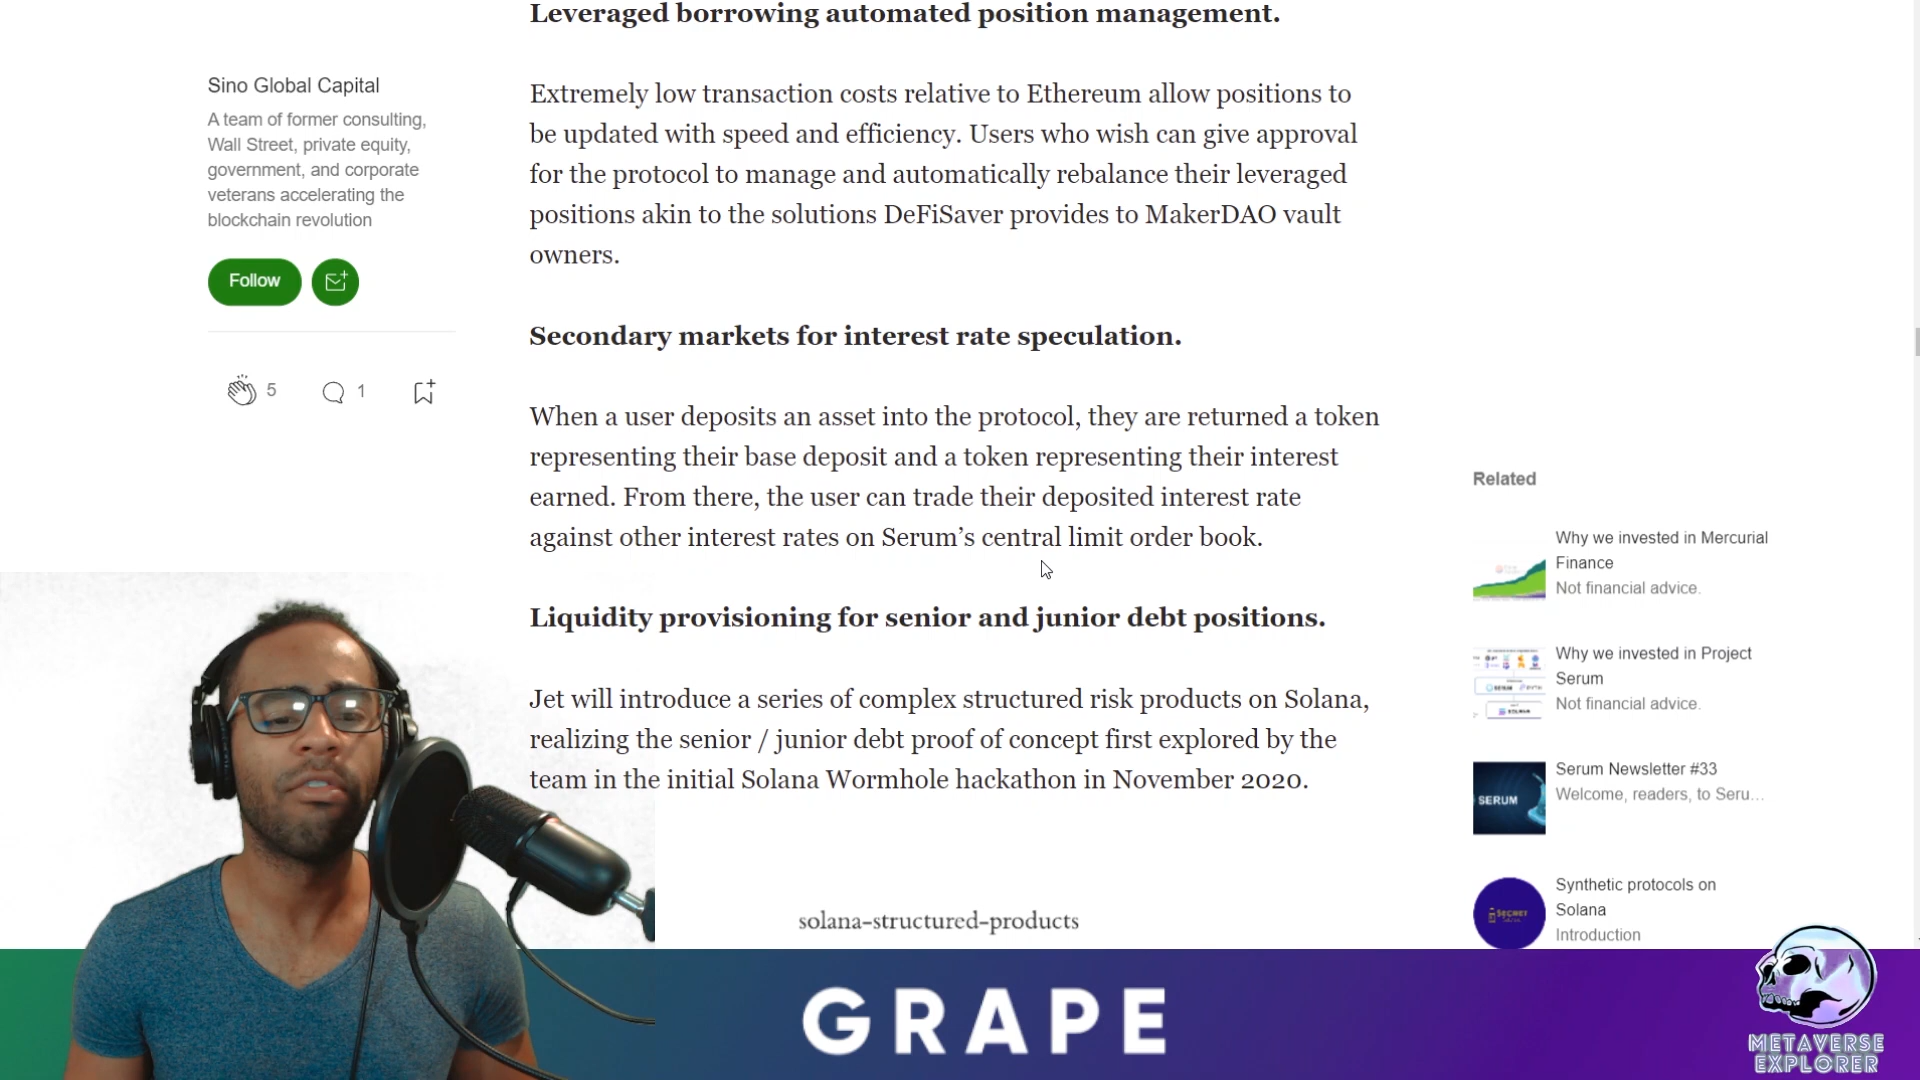 Leveraged borrowing automated position management.
Sino Global Capital
A team of former consulting,
Wall Street, private equity,
government, and corporate
veterans accelerating the
blockchain revolution
Follow
5
1
Extremely low transaction costs relative to Ethereum allow positions to
be updated with speed and efficiency. Users who wish can give approval
for the protocol to manage and automatically rebalance their leveraged
positions akin to the solutions DeFiSaver provides to MakerDAO vault
owners.
Secondary markets for interest rate speculation.
When a user deposits an asset into the protocol, they are returned a token
representing their base deposit and a token representing their interest
earned. From there, the user can trade their deposited interest rate
against other interest rates on Serum’s central limit order book.
Liquidity provisioning for senior and junior debt positions.
Jet will introduce a series of complex structured risk products on Solana,
realizing the senior / junior debt proof of concept first explored by the
team in the initial Solana Wormhole hackathon in November 2020.
solana-structured-products
Related
Why we invested in Mercurial
Finance
Not financial advice.
Why we invested in Project
Serum
Not financial advice.
Serum Newsletter #33
Welcome, readers, to Seru...
SERUM
Synthetic protocols on
Solana
Introduction
GRAPE
METAVERSE
EXPLORER